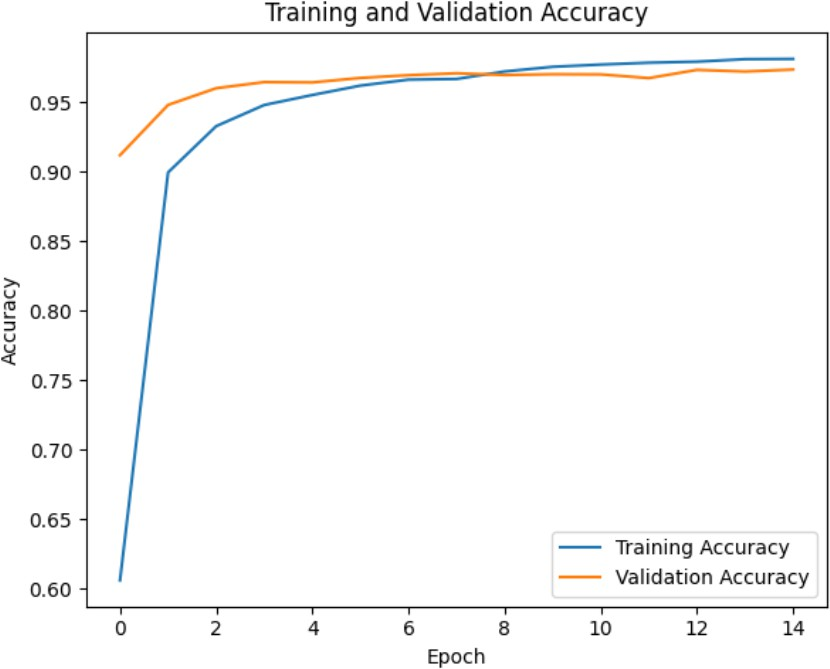 Training and Validation Accuracy
Accuracy
0.95
0.90
0.85
0.80
0.75
0.70
0.65
0.60
Training Accuracy
Validation Accuracy
0 2 4 6 8 10 12 14
Epoch